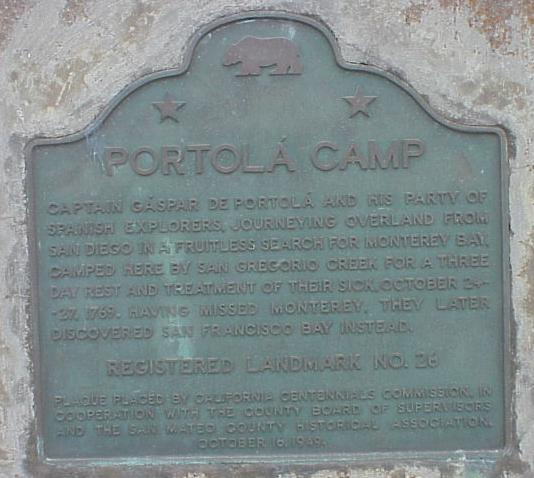 PORTOLÁ CAMP
CAPTAIN GÁSPAR DE PORTOLÁ AND HIS PARTY OF
SPANISH EXPLORERS, JOURNEYING OVERLAND FROM
SAN DIEGO IN A FRUITLESS SEARCH FOR MONTEREY BAY,
CAMPED HERE BY SAN GREGORIO CREEK FOR A THREE
DAY REST AND TREATMENT OF THEIR SICK, OCTOBER 24-
-27, 1769. HAVING MISSED MONTEREY, THEY LATER
DISCOVERED SAN FRANCISCO BAY INSTEAD.
REGISTERED LANDMARK NO. 26
PLAQUE PLACED BY CALIFORNIA CENTENNIALS COMMISSION, IN
COOPERATION WITH THE COUNTY BOARD OF SUPERVISORS
AND THE SAN MATEO COUNTY HISTORICAL ASSOCIATION,
OCTOBER 16, 1949.